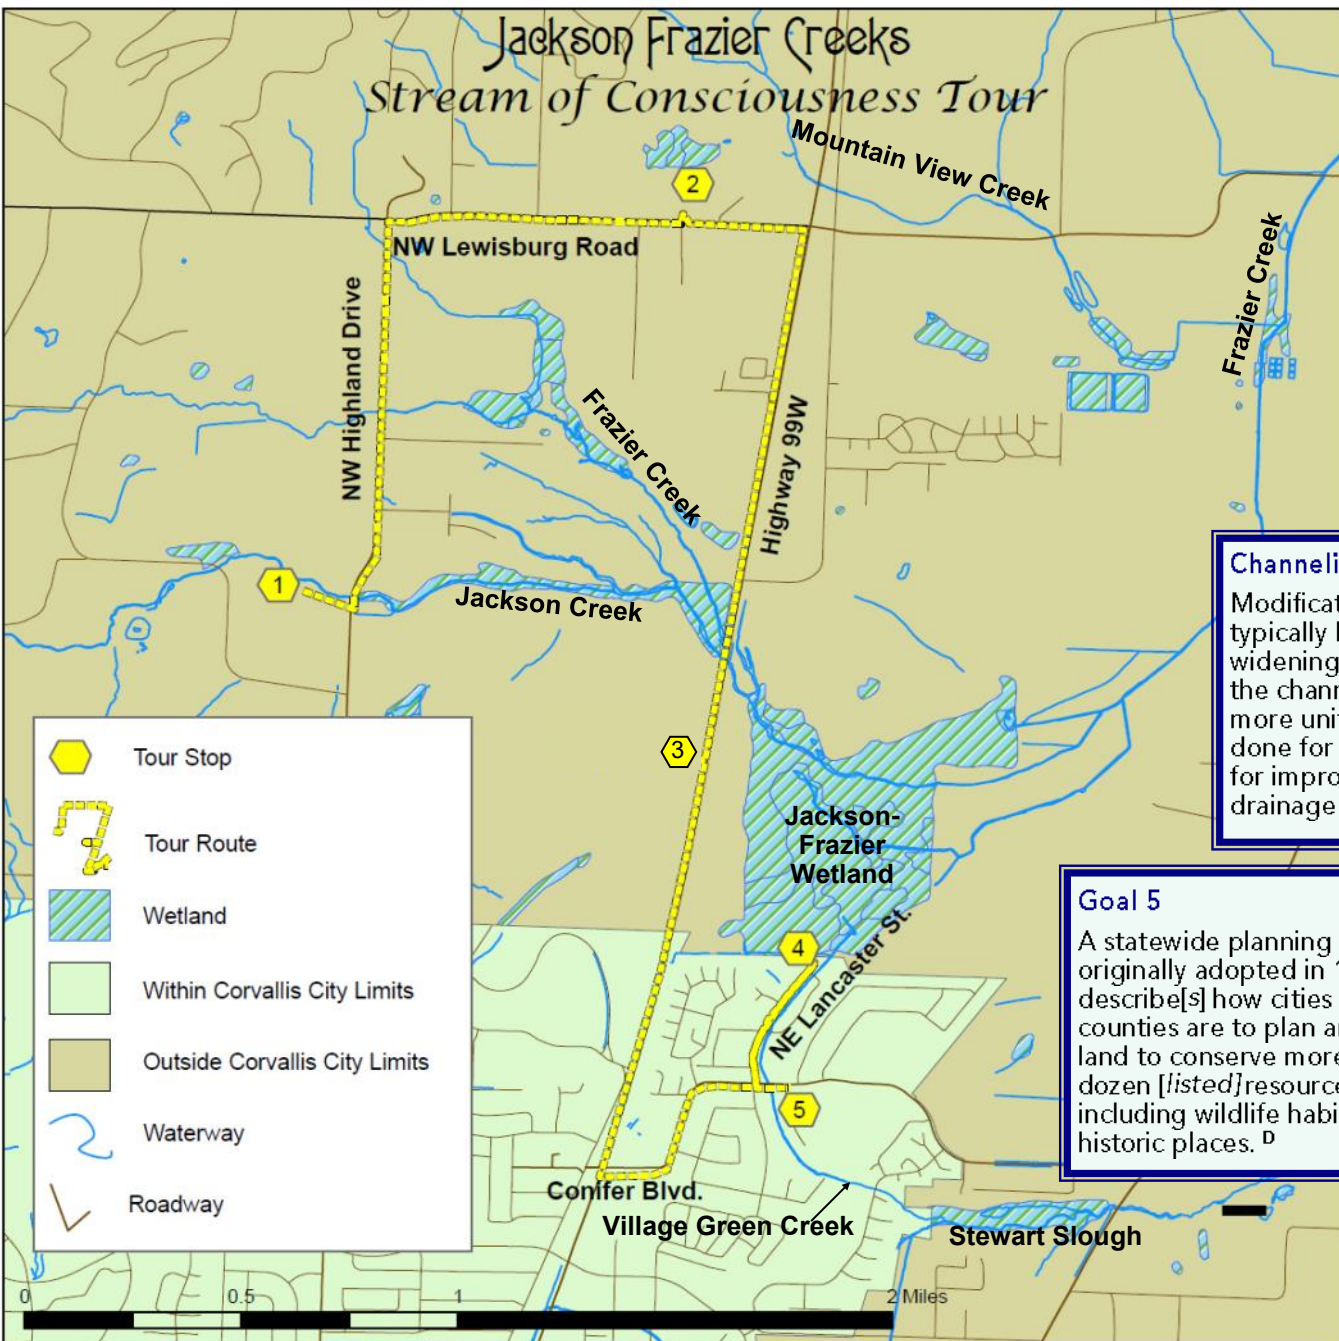 Jackson Frazier Creeks
Stream of Consciousness Tour
Mountain View Creek
2
NW Lewisburg Road
Frazier Creek
NW Highland Drive
Frazier Creek
Highway 99W
1
Jackson Creek
3
Jackson-
Frazier
Wetland
4
NE Lancaster St.
5
Conifer Blvd.
Village Green Creek
Stewart Slough
Tour Stop
Tour Route
Wetland
Within Corvallis City Limits
Outside Corvallis City Limits
Waterway
Roadway
0 0.5 1 2 Miles
Channeli
Modificat
typically
widening
the chann
more uni
done for
for impro
drainage
Goal 5
A statewide planning
originally adopted in
describe[s] how cities
counties are to plan a
land to conserve more
dozen [listed] resource
including wildlife habi
historic places. D